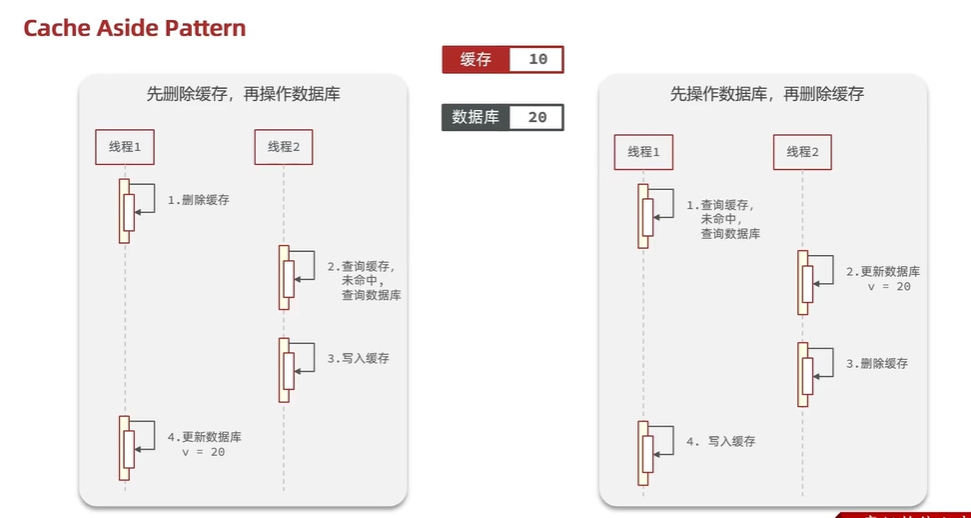 Cache Aside Pattern
缓存 10
数据库 20
先删除缓存，再操作数据库
线程1
线程2
1.删除缓存
2.查询缓存，
未命中，
查询数据库
3.写入缓存
4.更新数据库
v = 20
先操作数据库，再删除缓存
线程1
线程2
1.查询缓存，
未命中，
查询数据库
2.更新数据库
v = 20
3.删除缓存
4. 写入缓存